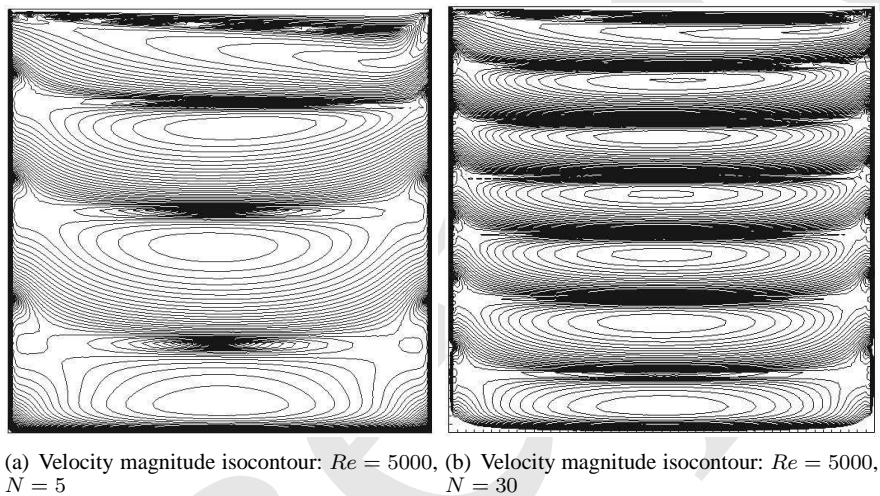 (a) Velocity magnitude isocontour: Re = 5000,
N = 5
(b) Velocity magnitude isocontour: Re = 5000,
N = 30